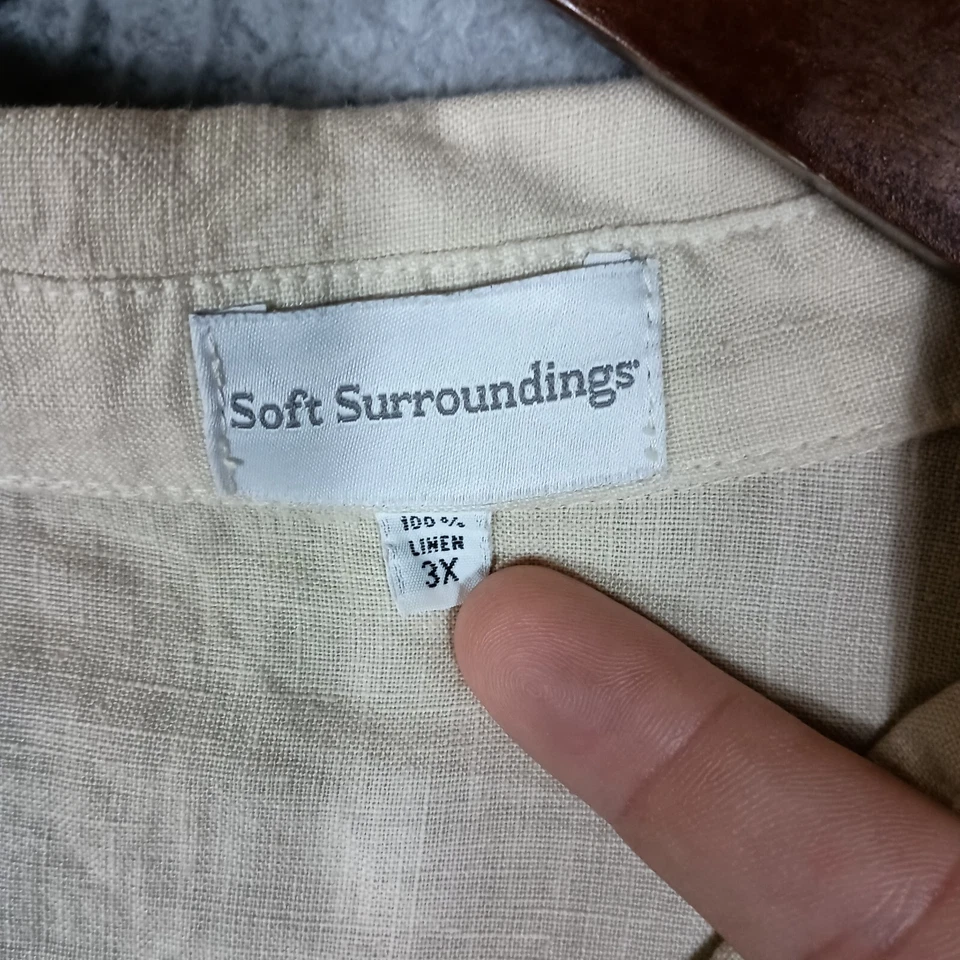 Soft Surroundings
100%
LINEN
3X